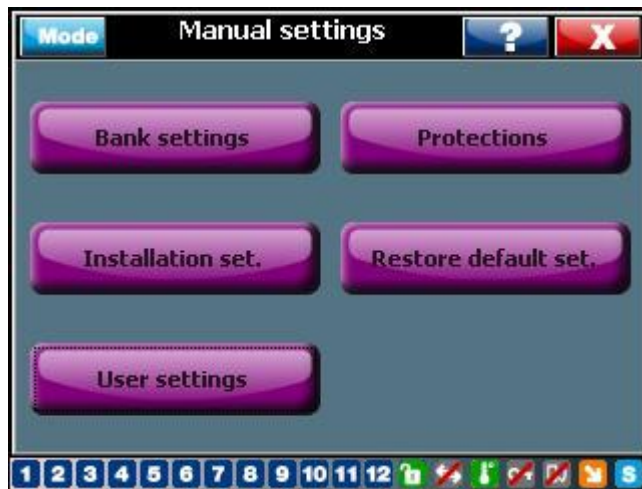 Mode Manual settings ? X
Bank settings Protections
Installation set. Restore default set.
User settings
1 2 3 4 5 6 7 8 9 10 11 12 S